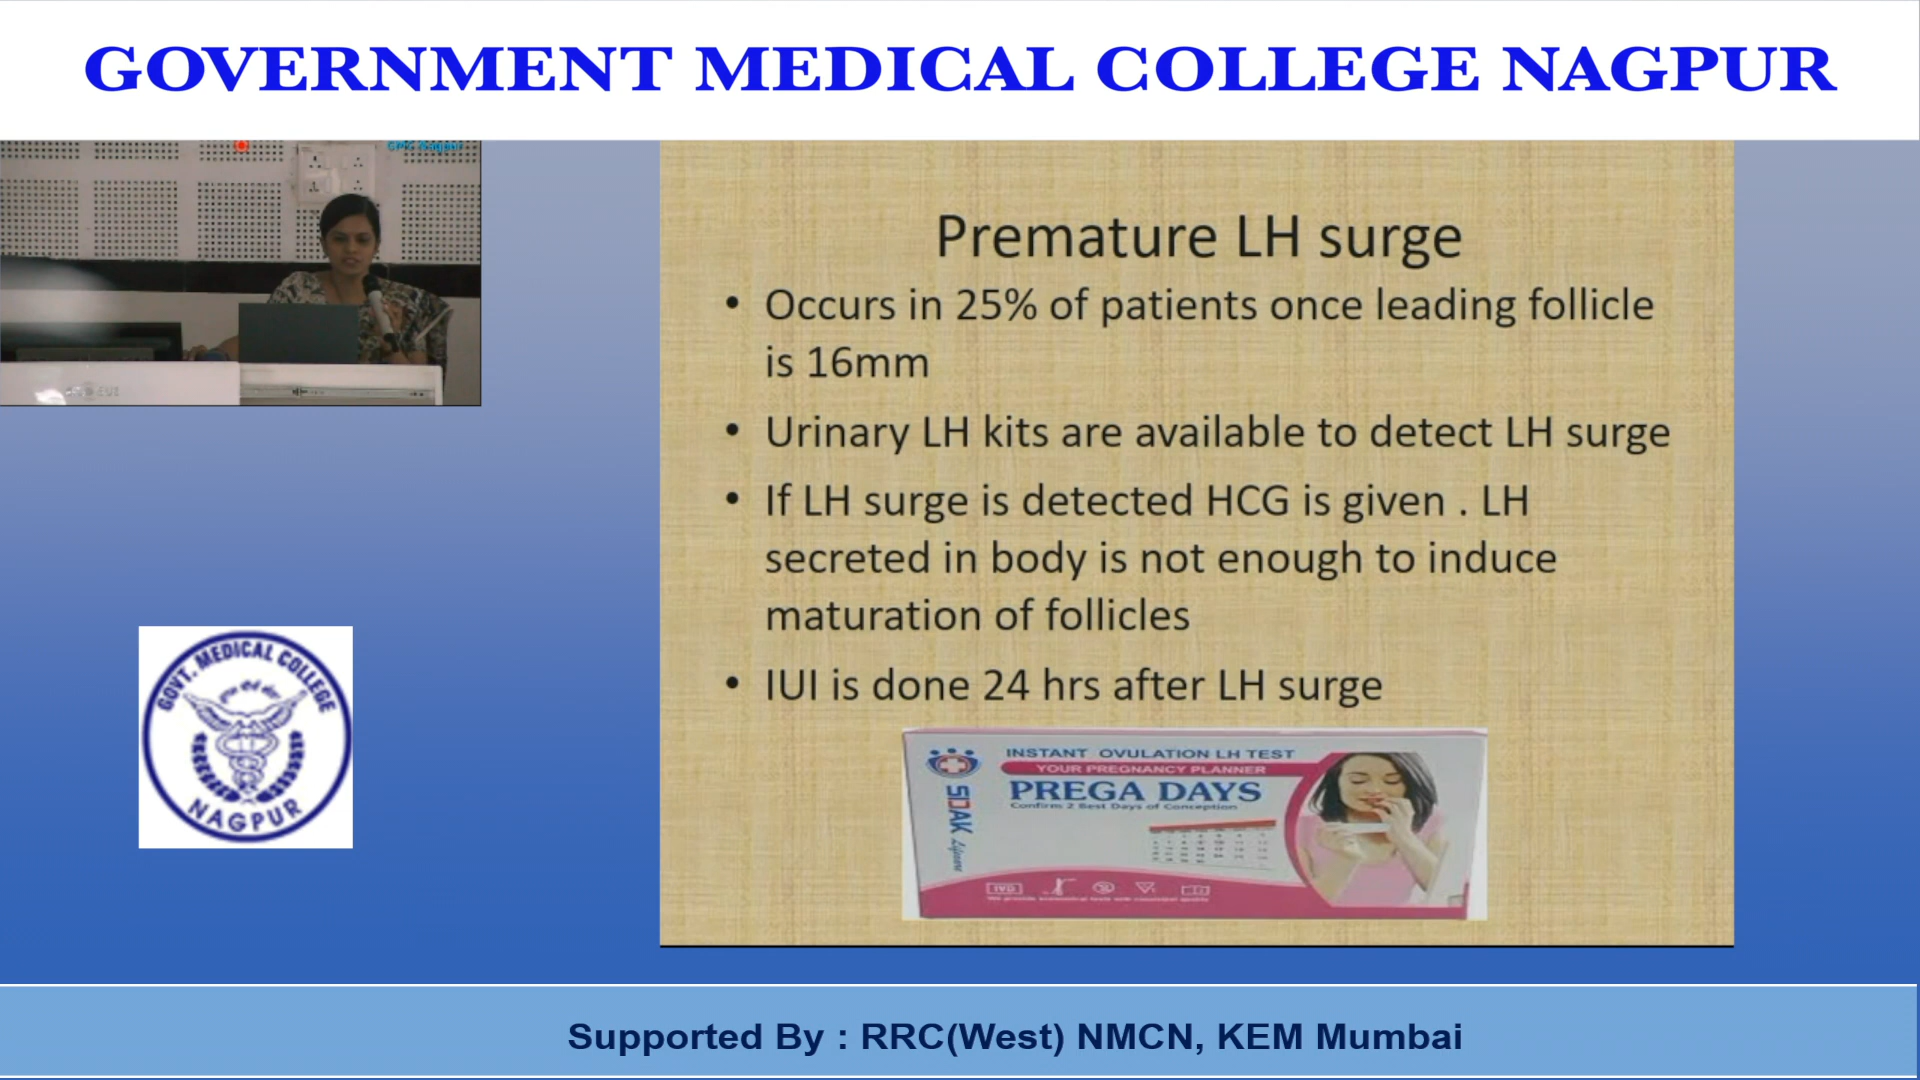 GOVERNMENT MEDICAL COLLEGE NAGPUR
GMC Nagpur
Premature LH surge
• Occurs in 25% of patients once leading follicle
is 16mm
• Urinary LH kits are available to detect LH surge
• If LH surge is detected HCG is given . LH
secreted in body is not enough to induce
maturation of follicles
• IUI is done 24 hrs after LH surge
INSTANT OVULATION LH TEST
YOUR PREGNANCY PLANNER
PREGA DAYS
Confirm 2 Best Days of Conception
IVD
GOVT. MEDICAL COLLEGE
NAGPUR
Supported By : RRC(West) NMCN, KEM Mumbai